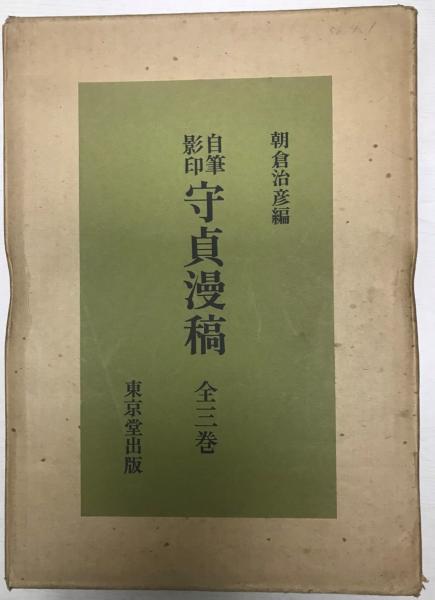 朝倉治彦編
自筆
影印
守貞漫稿
全三巻
東京堂出版